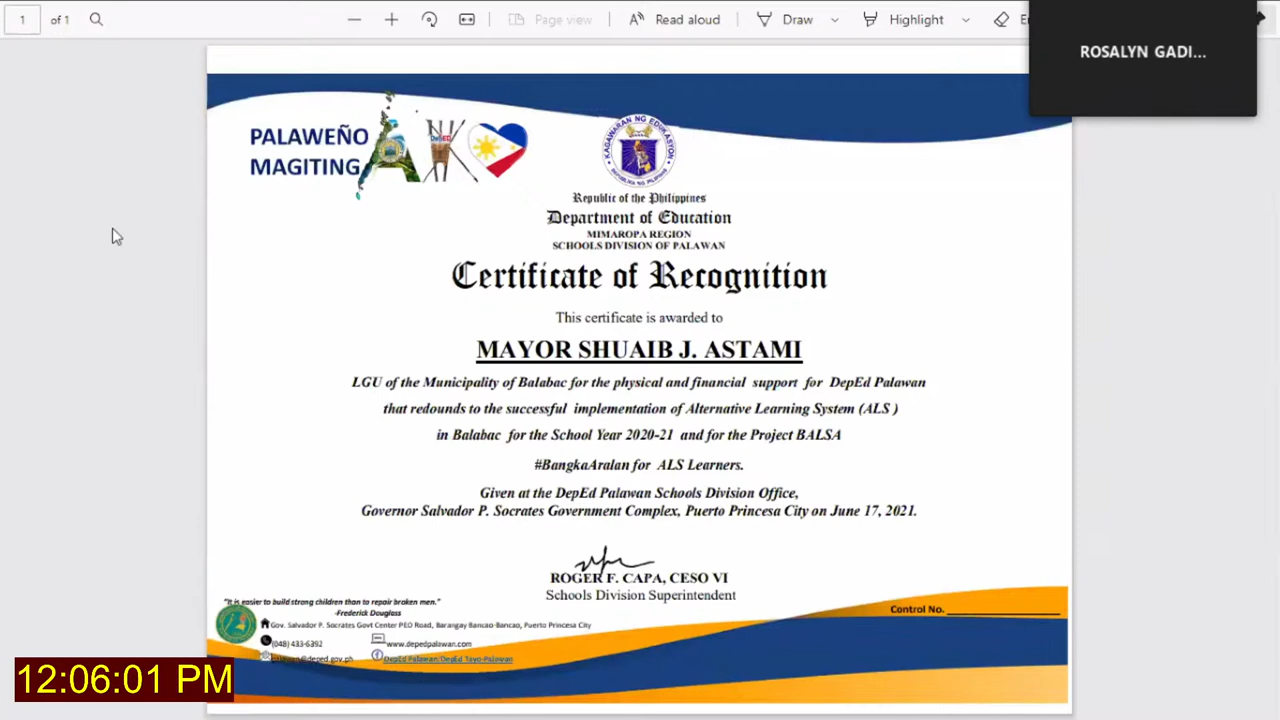 1 of 1 Page view Read aloud Draw Highlight
ROSALYN GADI...
PALAWEÑO
MAGITING
DepED
KAGAWARAN NG EDUKASYON
REPUBLIKA NG PILIPINAS
Republic of the Philippines
Department of Education
MIMAROPA REGION
SCHOOLS DIVISION OF PALAWAN
Certificate of Recognition
This certificate is awarded to
MAYOR SHUAIB J. ASTAMI
LGU of the Municipality of Balabac for the physical and financial support for DepEd Palawan
that redounds to the successful implementation of Alternative Learning System (ALS )
in Balabac for the School Year 2020-21 and for the Project BALSA
#BangkaAralan for ALS Learners.
Given at the DepEd Palawan Schools Division Office,
Governor Salvador P. Socrates Government Complex, Puerto Princesa City on June 17, 2021.
ROGER F. CAPA, CESO VI
Schools Division Superintendent
"It is easier to build strong children than to repair broken men."
-Frederick Douglass
Gov. Salvador P. Socrates Govt Center PEO Road, Barangay Bancao-Bancao, Puerto Princesa City
(048) 433-6392 www.depedpalawan.com
DepEd Palawan/DepEd Tayo-Palawan
Control No.
12:06:01 PM